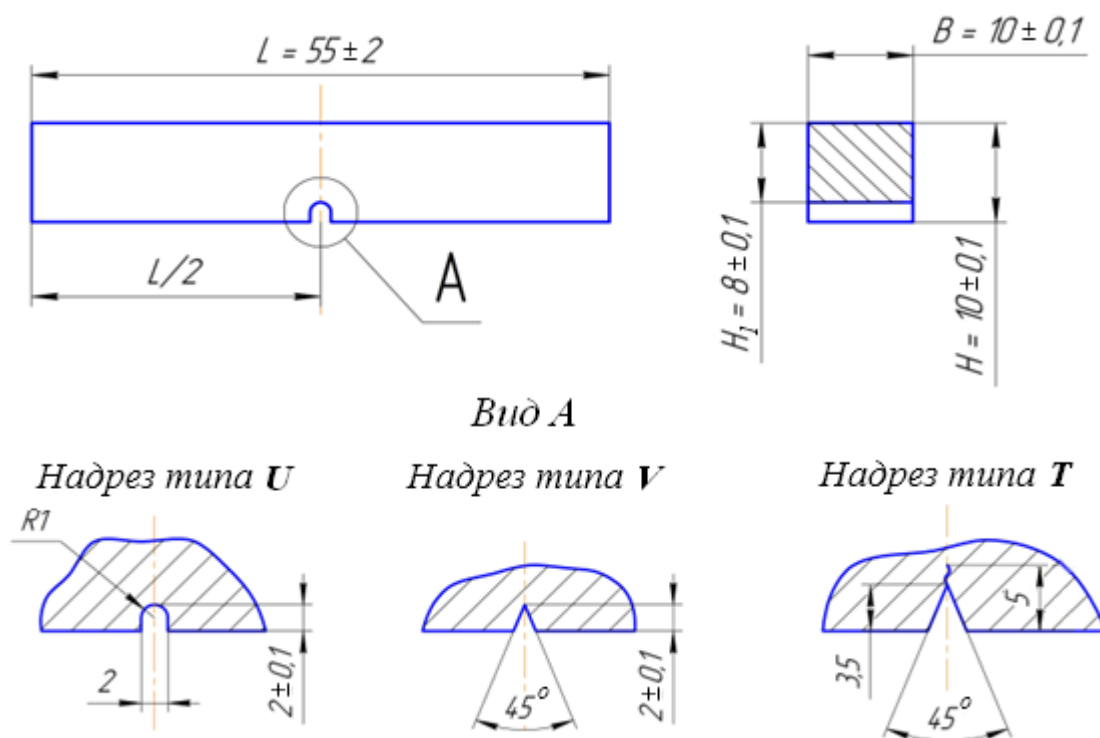 L = 55±2
B = 10±0,1
L/2
A
H₁ = 8±0,1
H = 10±0,1
Вид А
Надрез типа U
Надрез типа V
Надрез типа T
R1
2
2±0,1
45°
2±0,1
3,5
5
45°